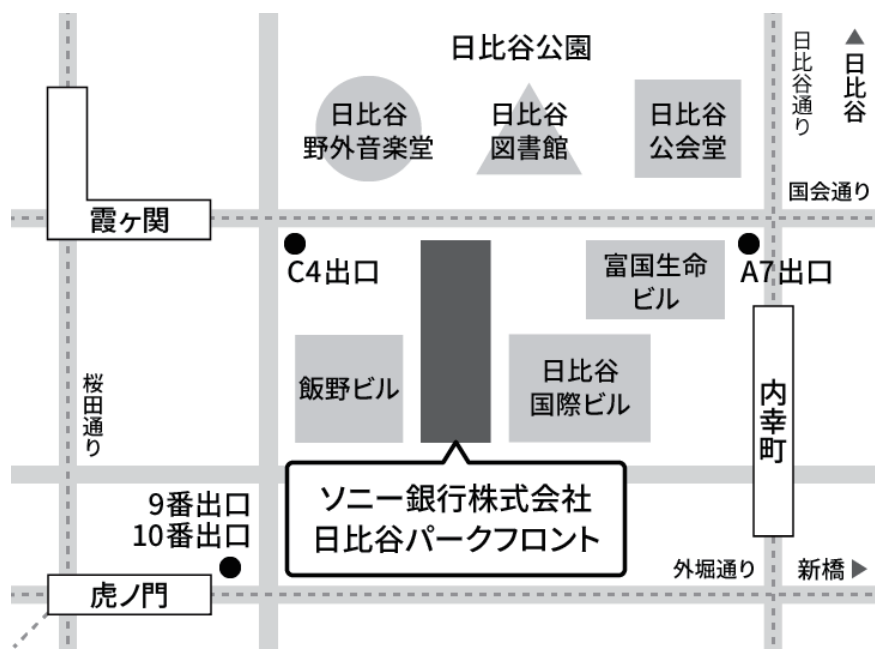 日比谷公園
日比谷通り
▲
日比谷
日比谷
野外音楽堂
日比谷
図書館
日比谷
公会堂
国会通り
霞ヶ関
C4出口
富国生命
ビル
A7出口
飯野ビル
日比谷
国際ビル
桜田通り
内幸町
9番出口
10番出口
ソニー銀行株式会社
日比谷パークフロント
虎ノ門
外堀通り
新橋▶